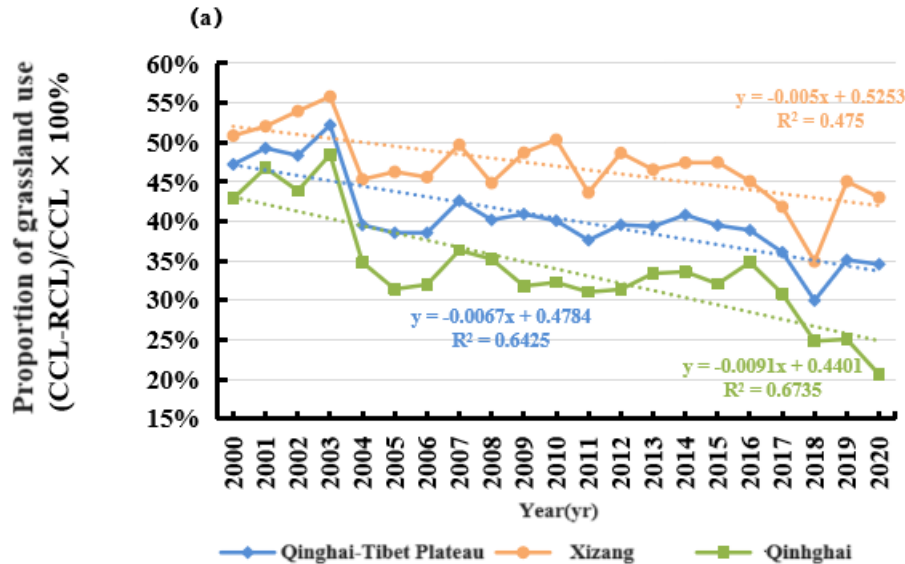 (a)
Proportion of grassland use
(CCL-RCL)/CCL × 100%
60%
55%
50%
45%
40%
35%
30%
25%
20%
15%
y = -0.005x + 0.5253
R² = 0.475
y = -0.0067x + 0.4784
R² = 0.6425
y = -0.0091x + 0.4401
R² = 0.6735
2000 2001 2002 2003 2004 2005 2006 2007 2008 2009 2010 2011 2012 2013 2014 2015 2016 2017 2018 2019 2020
Year(yr)
Qinghai-Tibet Plateau Xizang Qinhghai